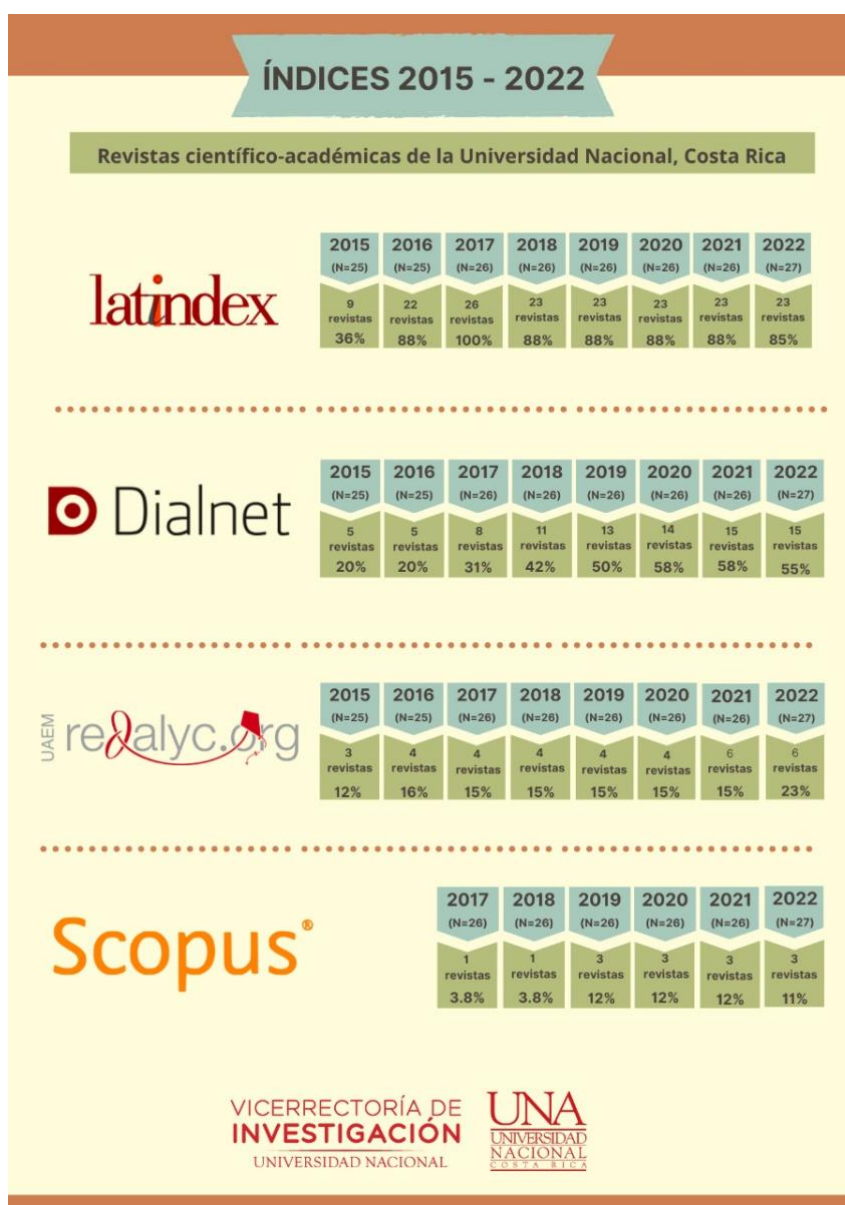 ÍNDICES 2015 - 2022
Revistas científico-académicas de la Universidad Nacional, Costa Rica
latindex
2015 2016 2017 2018 2019 2020 2021 2022
(N=25) (N=25) (N=26) (N=26) (N=26) (N=26) (N=26) (N=27)
9 22 26 23 23 23 23 23
revistas revistas revistas revistas revistas revistas revistas revistas
36% 88% 100% 88% 88% 88% 88% 85%
Dialnet
2015 2016 2017 2018 2019 2020 2021 2022
(N=25) (N=25) (N=26) (N=26) (N=26) (N=26) (N=26) (N=27)
5 5 8 11 13 14 15 15
revistas revistas revistas revistas revistas revistas revistas revistas
20% 20% 31% 42% 50% 58% 58% 55%
UAEM
redalyc.org
2015 2016 2017 2018 2019 2020 2021 2022
(N=25) (N=25) (N=26) (N=26) (N=26) (N=26) (N=26) (N=27)
3 4 4 4 4 4 6 6
revistas revistas revistas revistas revistas revistas revistas revistas
12% 16% 15% 15% 15% 15% 15% 23%
Scopus®
2017 2018 2019 2020 2021 2022
(N=26) (N=26) (N=26) (N=26) (N=26) (N=27)
1 1 3 3 3 3
revistas revistas revistas revistas revistas revistas
3.8% 3.8% 12% 12% 12% 11%
VICERRECTORÍA DE
INVESTIGACIÓN
UNIVERSIDAD NACIONAL
UNA
UNIVERSIDAD
NACIONAL
COSTA RICA